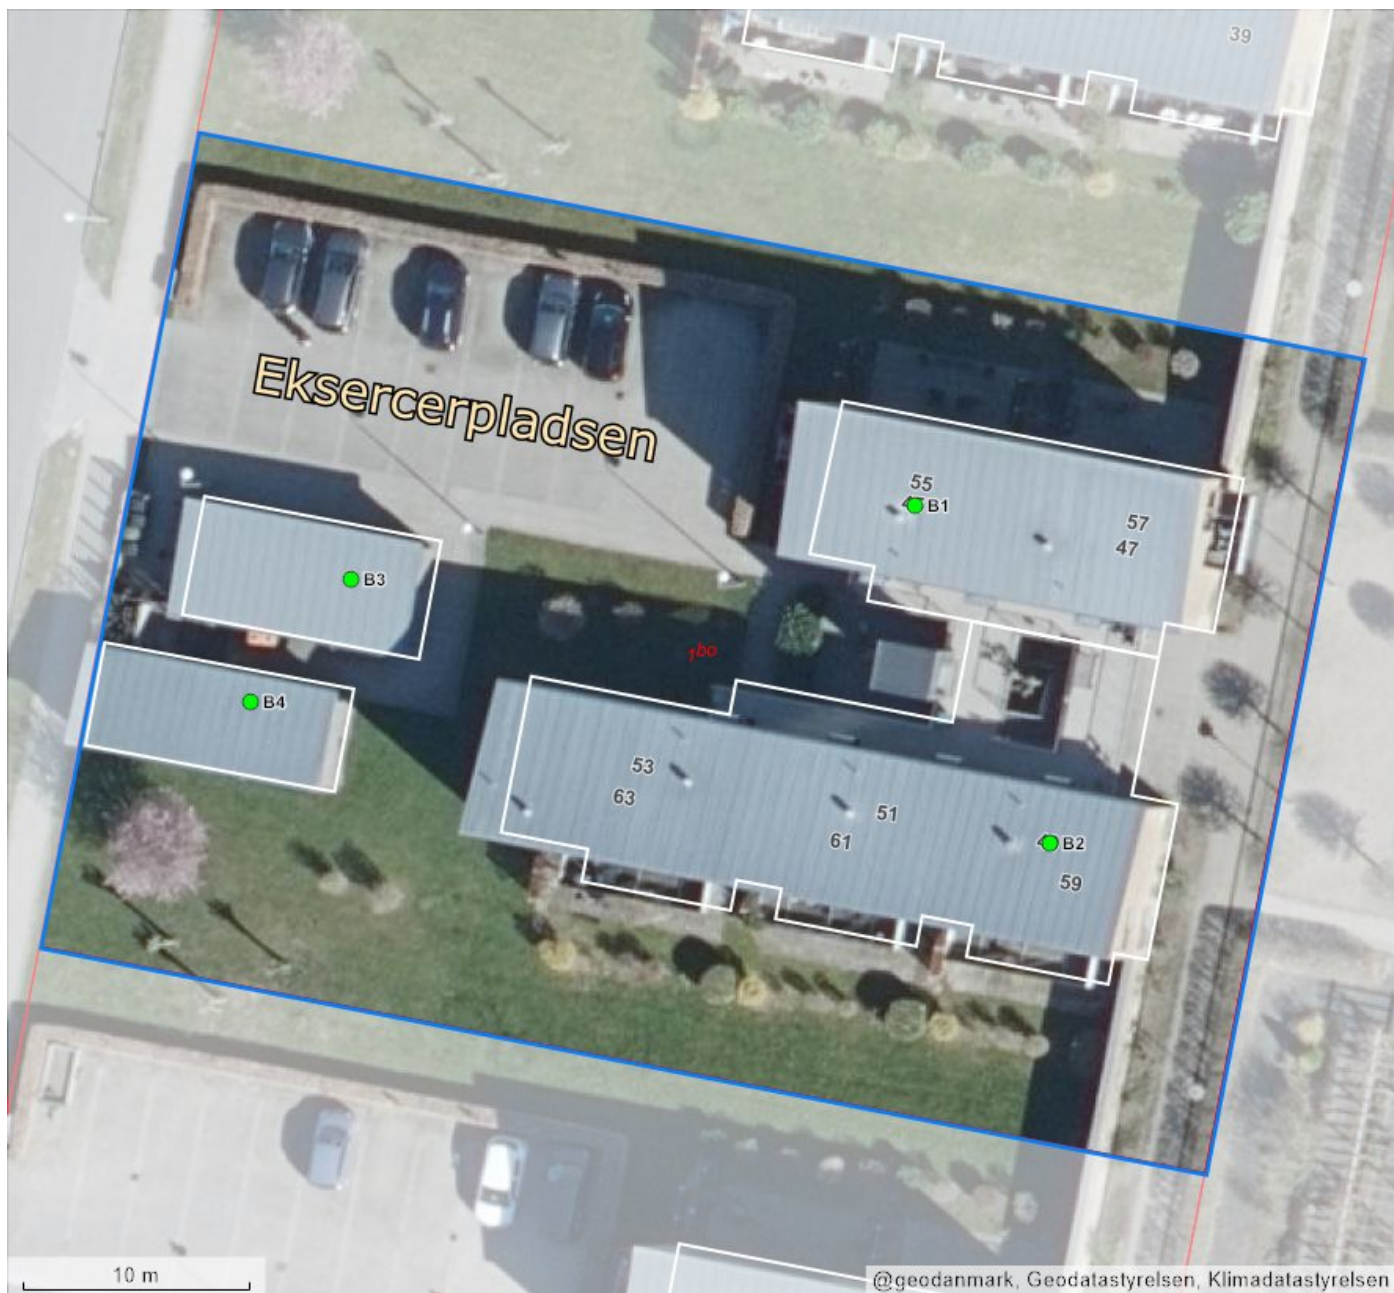 39
Eksercerpladsen
55
B1
57
47
B3
1bo
B4
53
63
51
61
B2
59
10 m
@geodanmark, Geodatastyrelsen, Klimadatastyrelsen